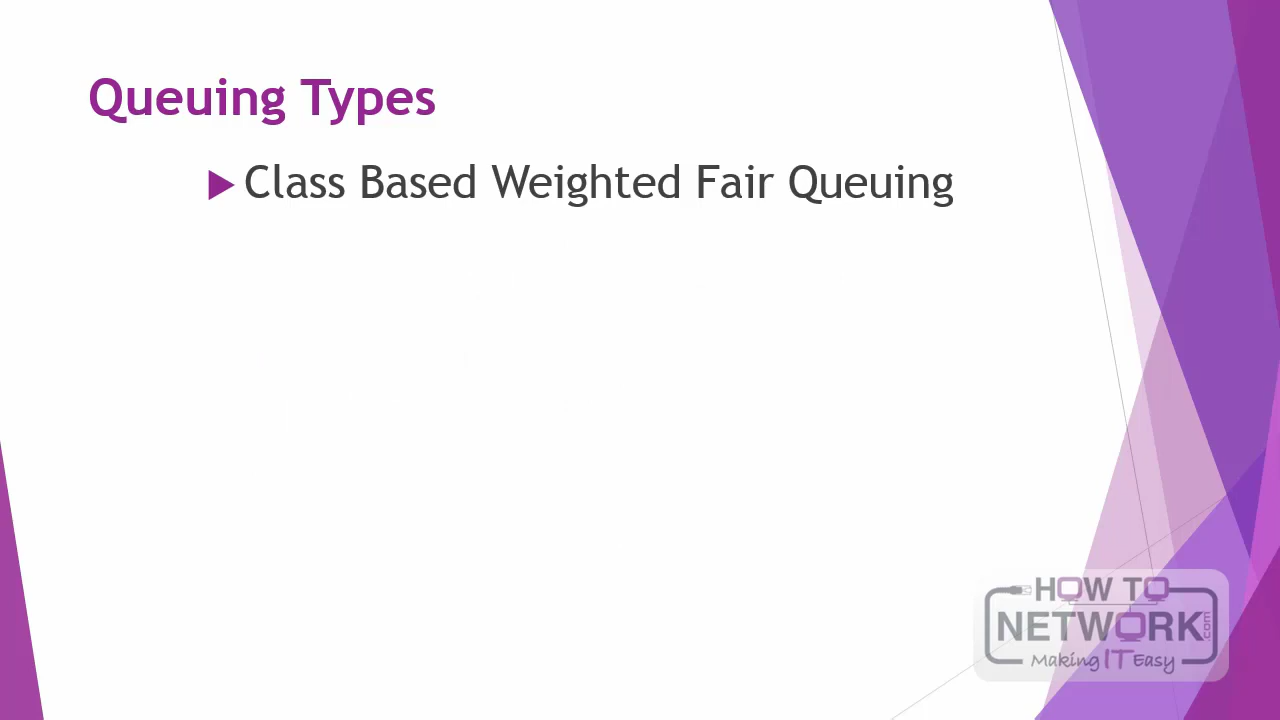 Queuing Types
Class Based Weighted Fair Queuing
HOW TO
NETWORK.com
Making IT Easy